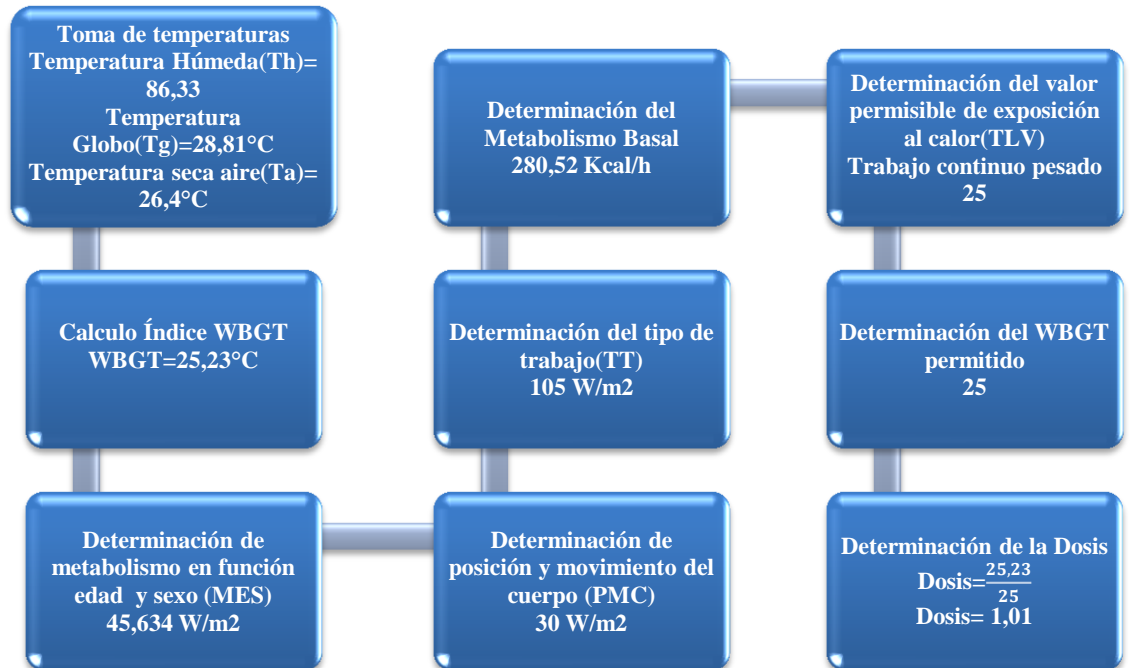 Toma de temperaturas
Temperatura Húmeda(Th)=
86,33
Temperatura
Globo(Tg)=28,81°C
Temperatura seca aire(Ta)=
26,4°C
Calculo Índice WBGT
WBGT=25,23°C
Determinación de
metabolismo en función
edad y sexo (MES)
45,634 W/m2
Determinación de
posición y movimiento del
cuerpo (PMC)
30 W/m2
Determinación del tipo de
trabajo(TT)
105 W/m2
Determinación del
Metabolismo Basal
280,52 Kcal/h
Determinación del valor
permisible de exposición
al calor(TLV)
Trabajo continuo pesado
25
Determinación del WBGT
permitido
25
Determinación de la Dosis
Dosis=25,23/25
Dosis= 1,01